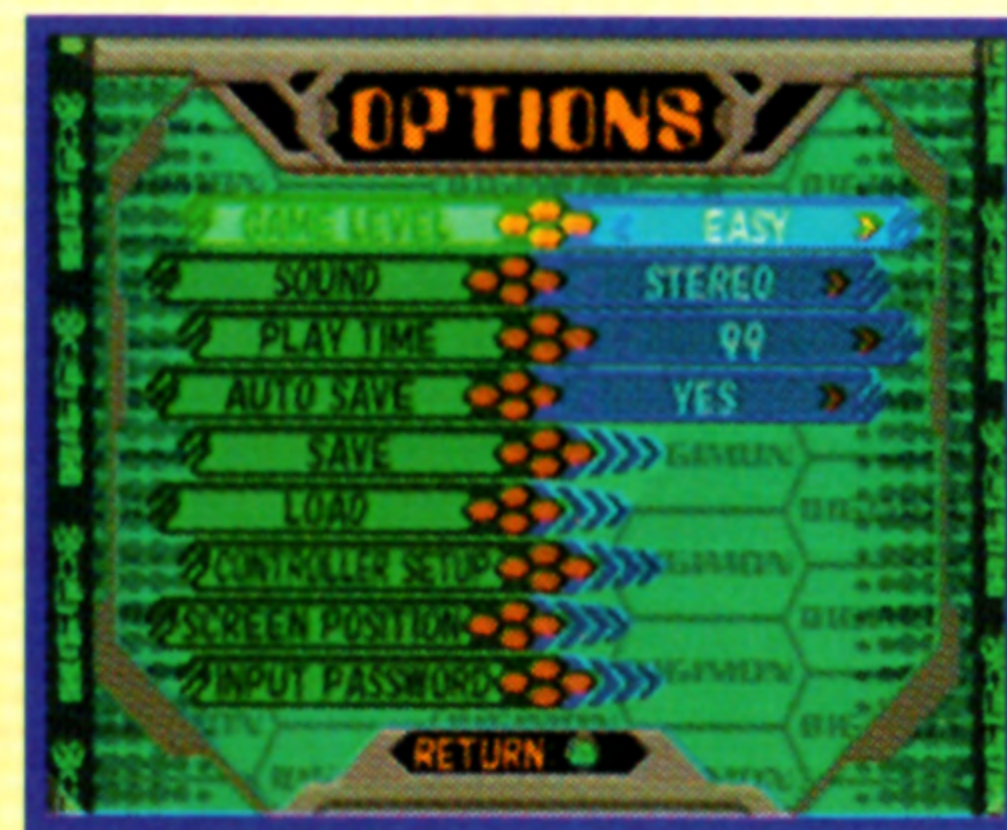 OPTIONS
GAME LEVEL EASY
SOUND STEREO
PLAY TIME 99
AUTO SAVE YES
SAVE
LOAD
CONTROLLER SETUP
SCREEN POSITION
INPUT PASSWORD
RETURN